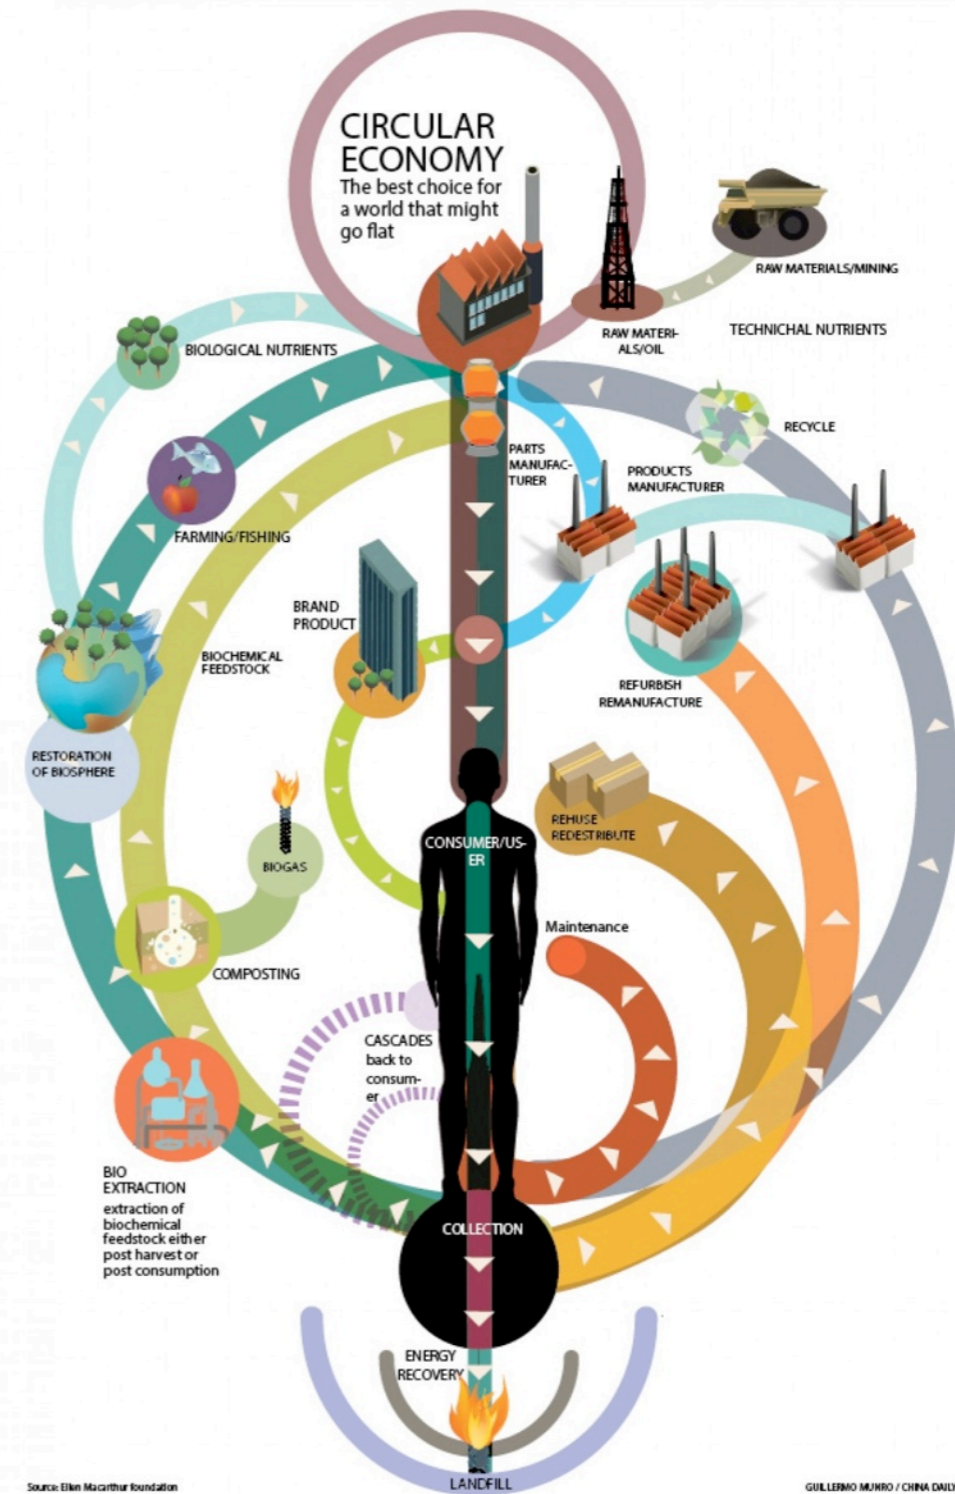 CIRCULAR
ECONOMY
The best choice for
a world that might
go flat
RAW MATERIALS/MINING
RAW MATERI-
ALS/OIL
TECHNICHAL NUTRIENTS
BIOLOGICAL NUTRIENTS
RECYCLE
PARTS
MANUFAC-
TURER
PRODUCTS
MANUFACTURER
FARMING/FISHING
BRAND
PRODUCT
BIOCHEMICAL
FEEDSTOCK
REFURBISH
REMANUFACTURE
RESTORATION
OF BIOSPHERE
REHUSE
REDESTRIBUTE
CONSUMER/US-
ER
BIOGAS
Maintenance
COMPOSTING
CASCADES
back to
consum-
er
BIO
EXTRACTION
extraction of
biochemical
feedstock either
post harvest or
post consumption
COLLECTION
ENERGY
RECOVERY
LANDFILL
Source: Ellen Macarthur foundation
GUILLERMO MUNRO / CHINA DAILY